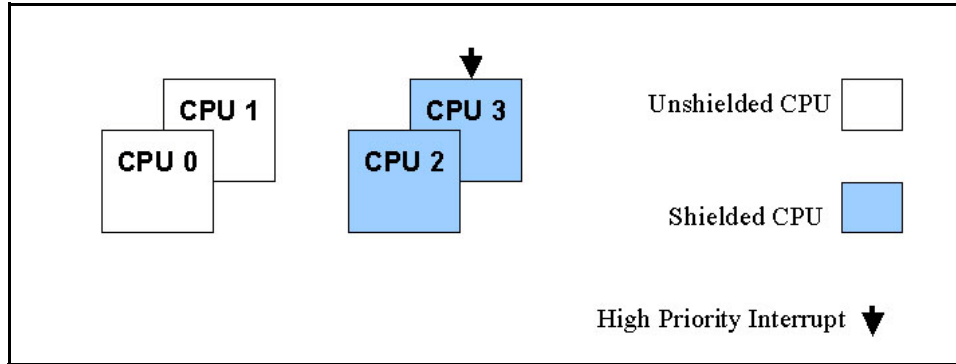 CPU 1
CPU 0
CPU 3
CPU 2
Unshielded CPU
Shielded CPU
High Priority Interrupt